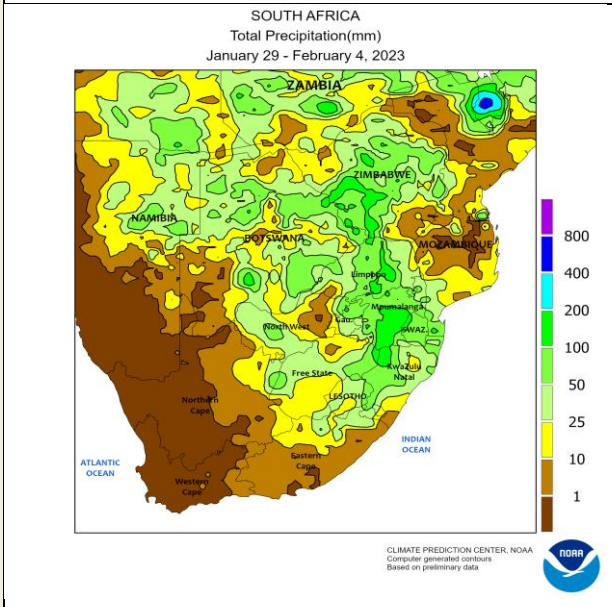 SOUTH AFRICA
Total Precipitation(mm)
January 29 - February 4, 2023
ZAMBIA
ZIMBABWE
NAMIBIA
BOTSWANA
MOZAMBIQUE
Limpopo
Mpumalanga
Gau.
SWAZ.
North West
KwaZulu
Natal
Free State
LESOTHO
Northern
Cape
Eastern
Cape
Western
Cape
ATLANTIC
OCEAN
INDIAN
OCEAN
800
400
200
100
50
25
10
1
CLIMATE PREDICTION CENTER, NOAA
Computer generated contours
Based on preliminary data
NOAA